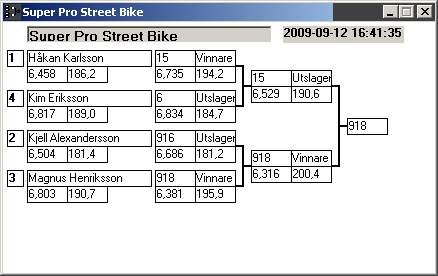 Super Pro Street Bike
Super Pro Street Bike
2009-09-12 16:41:35
1 Håkan Karlsson 15 Vinnare
6,458 186,2 6,735 194,2
15 Utslager
6,529 190,6
4 Kim Eriksson 6 Utslager
6,817 189,0 6,834 184,7
918
2 Kjell Alexandersson 916 Utslager
6,504 181,4 6,686 181,2
918 Vinnare
6,316 200,4
3 Magnus Henriksson 918 Vinnare
6,803 190,7 6,381 195,9